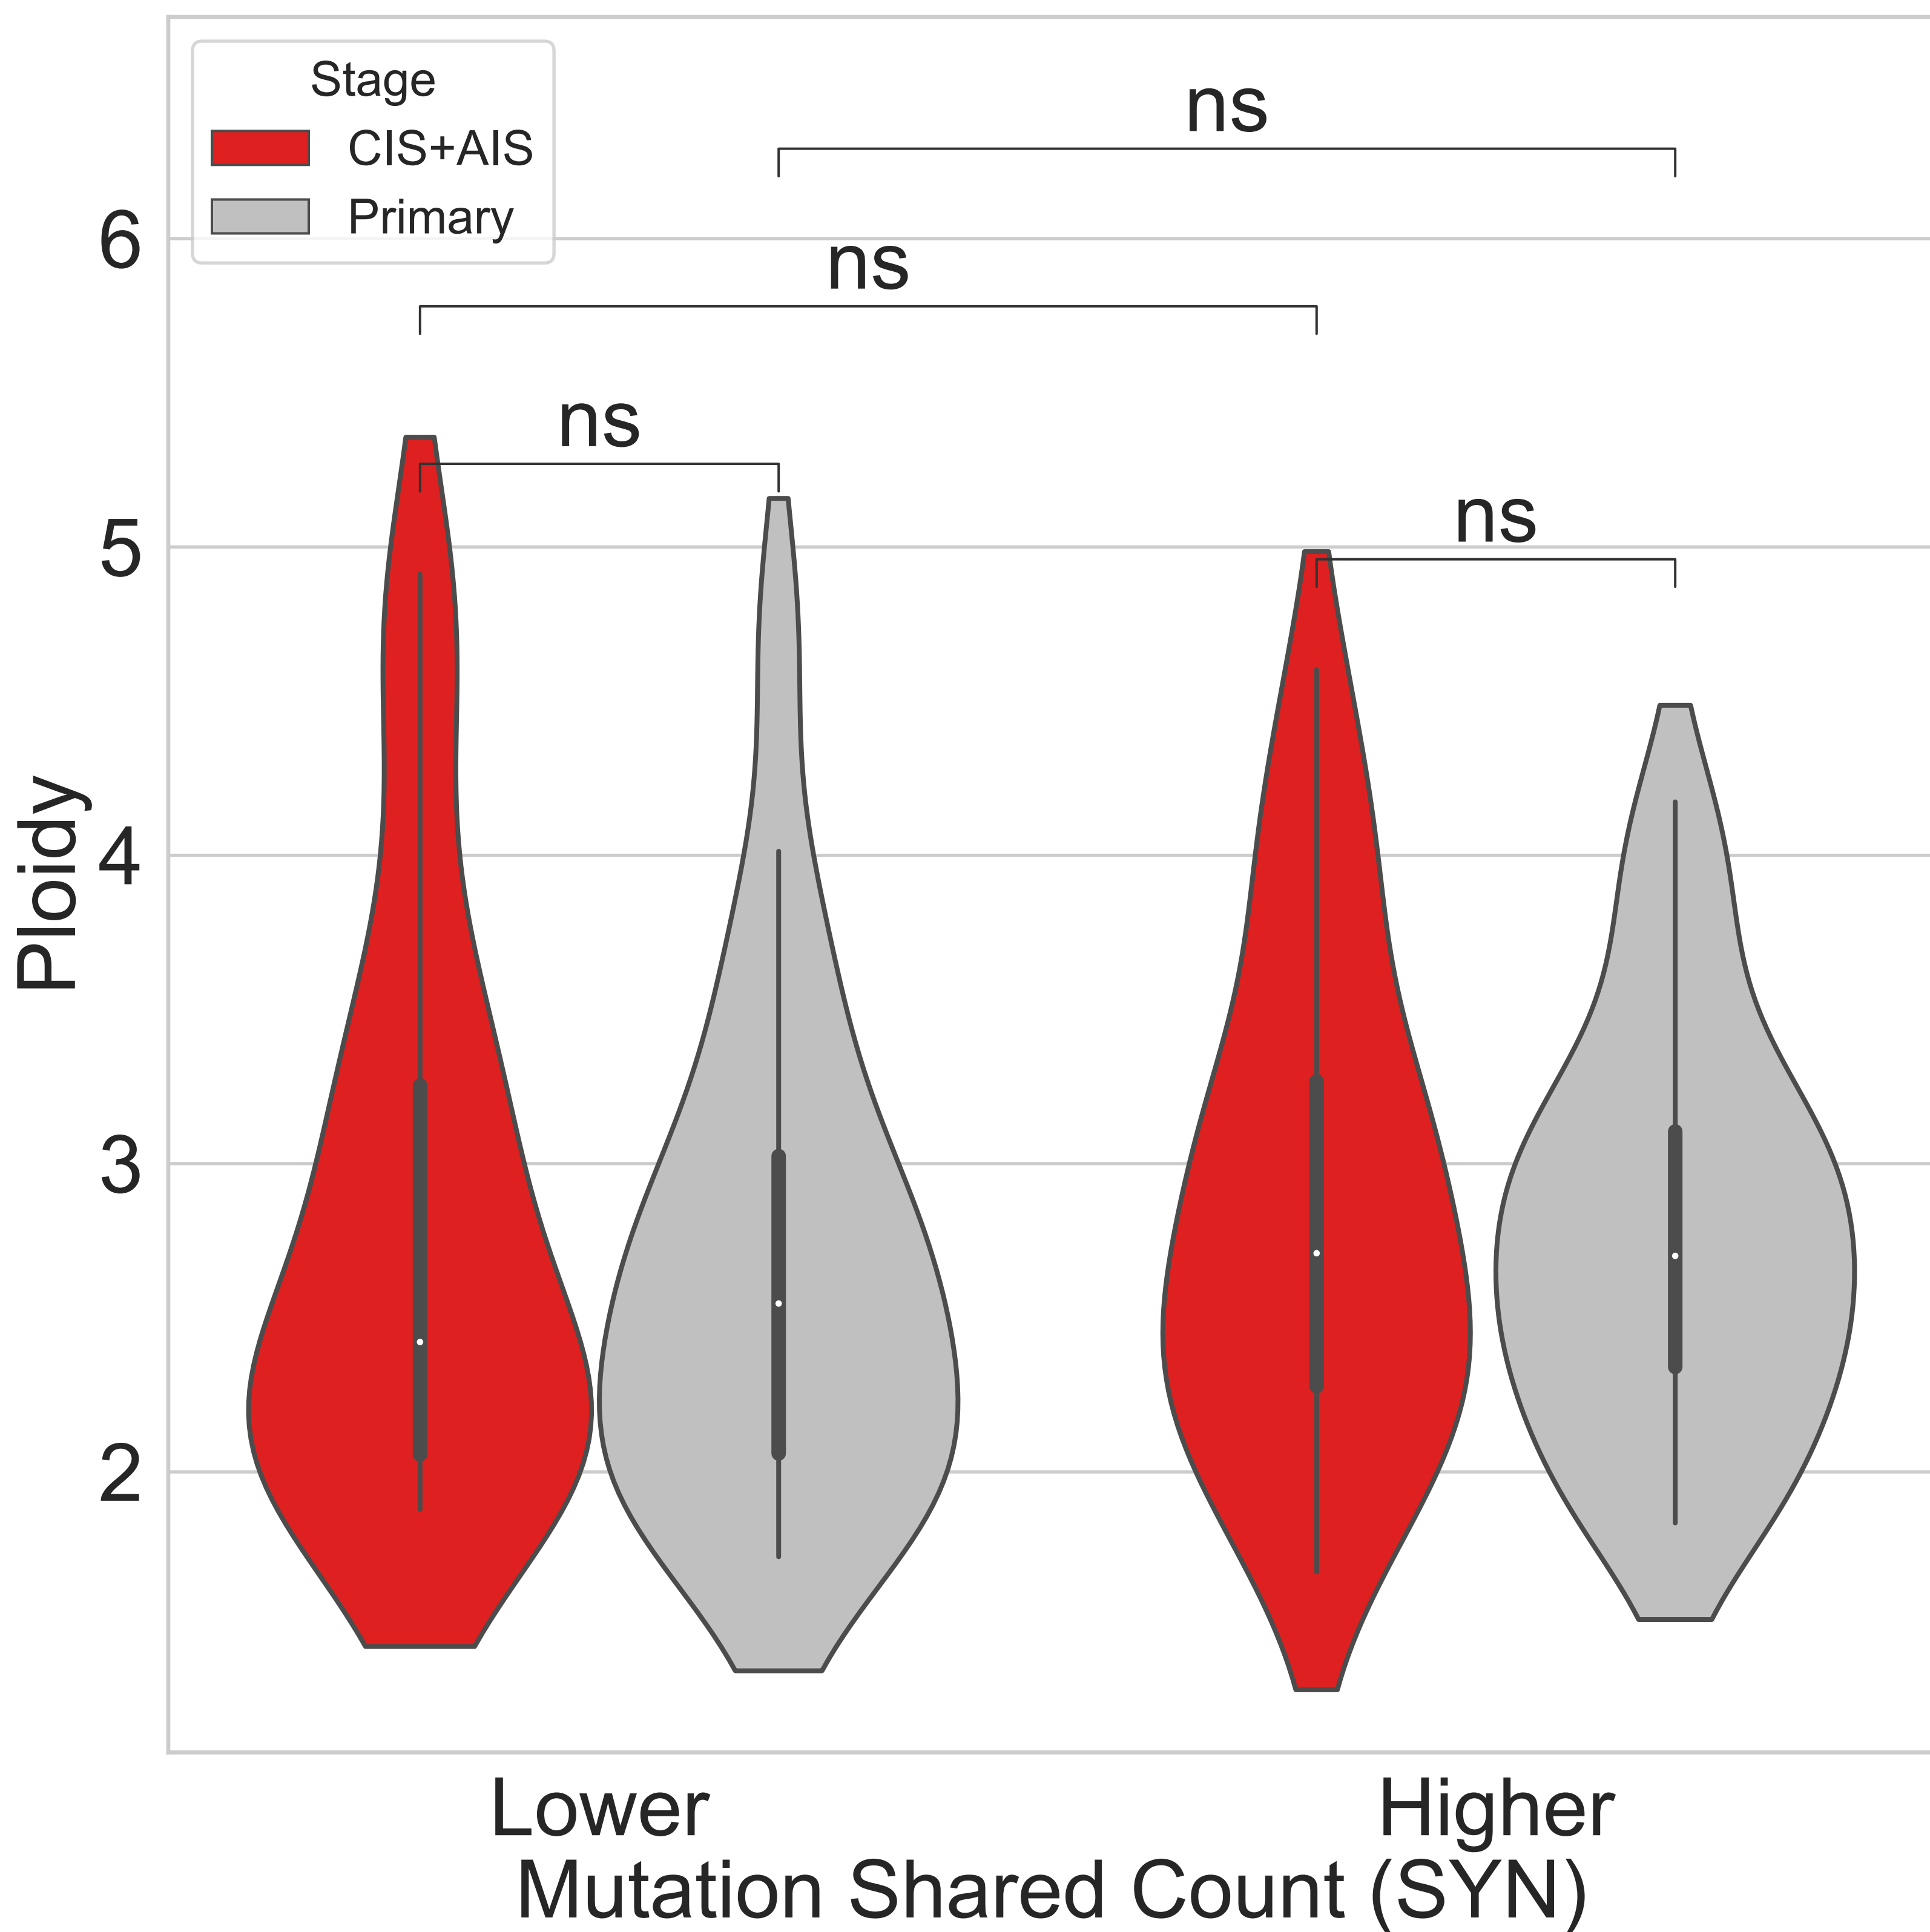 Stage
CIS+AIS
Primary
ns
ns
ns
ns
6
5
4
3
2
Ploidy
Lower
Higher
Mutation Shared Count (SYN)